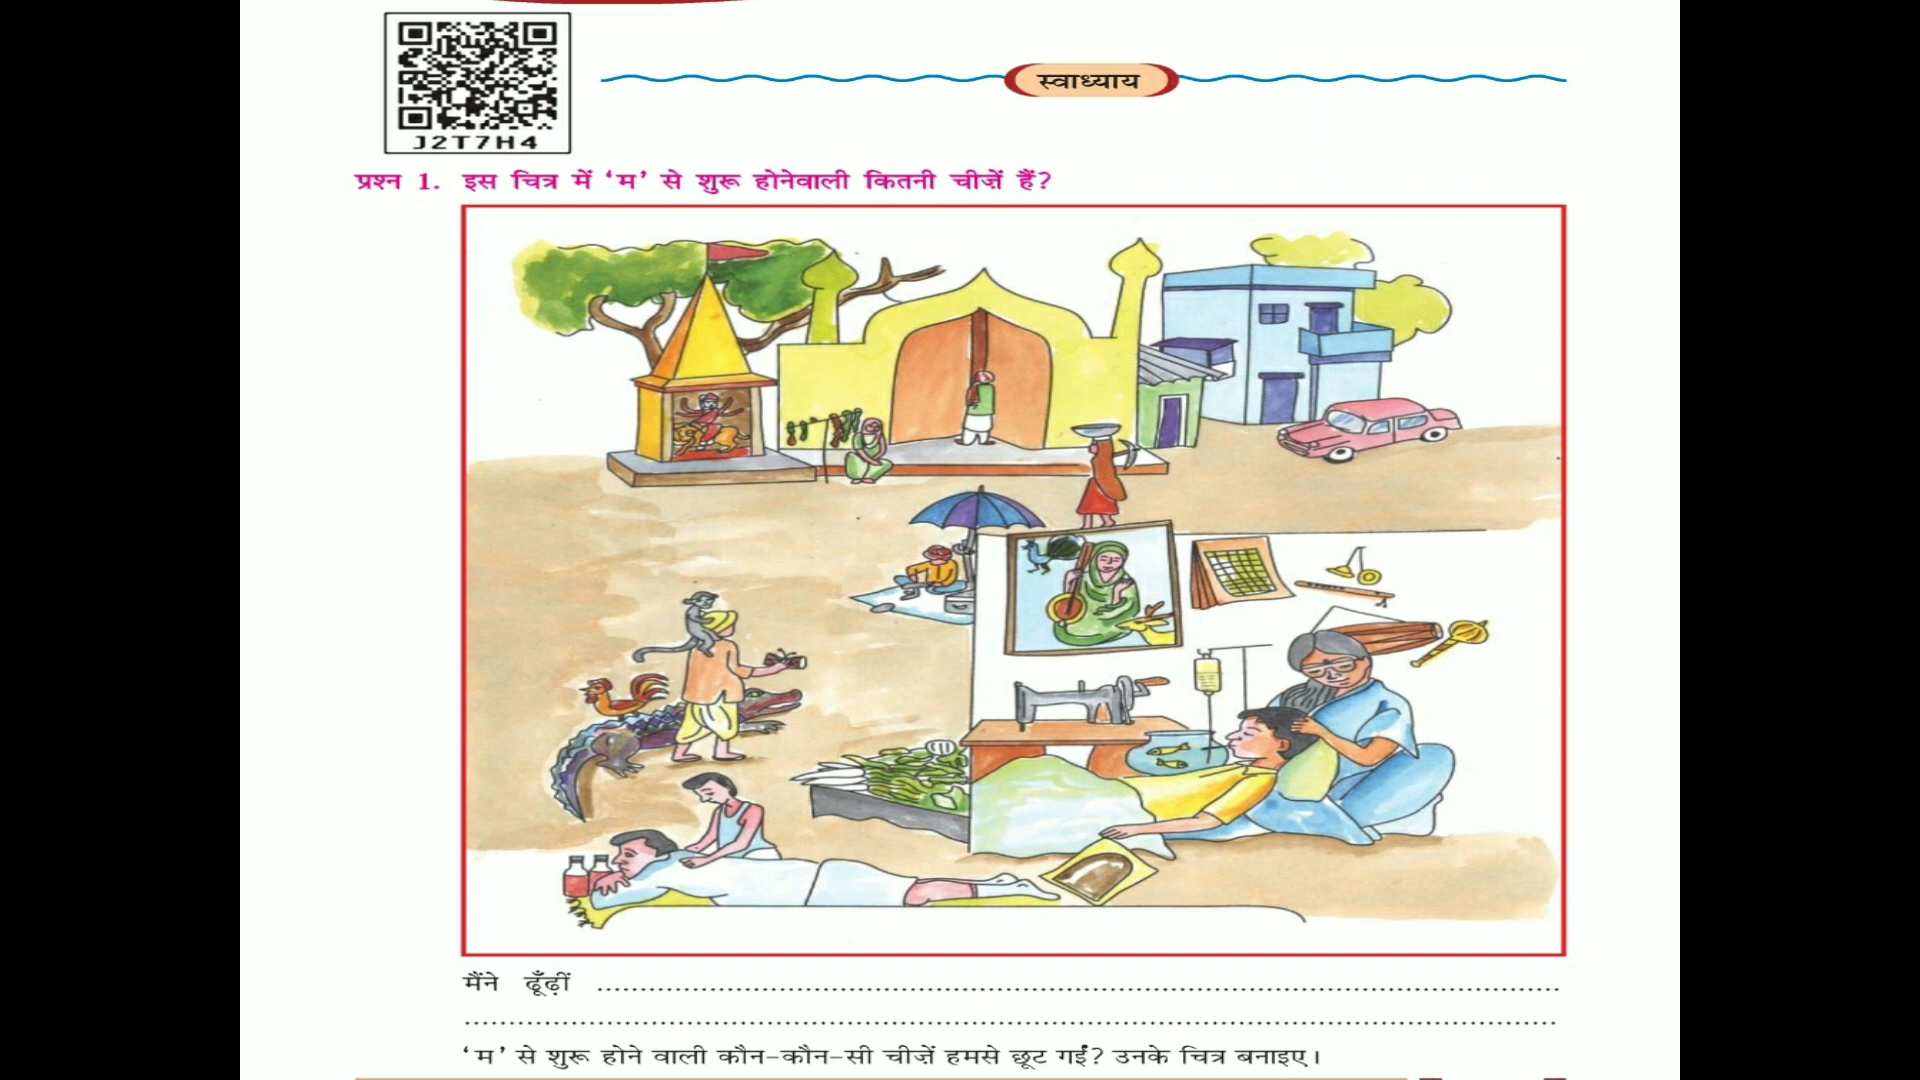 स्वाध्याय
J2T7H4
प्रश्न 1. इस चित्र में ‘म’ से शुरू होनेवाली कितनी चीज़ें हैं?
मैंने ढूँढ़ीं ....................................................................................................
....................................................................................................
‘म’ से शुरू होने वाली कौन–कौन–सी चीज़ें हमसे छूट गईं? उनके चित्र बनाइए।